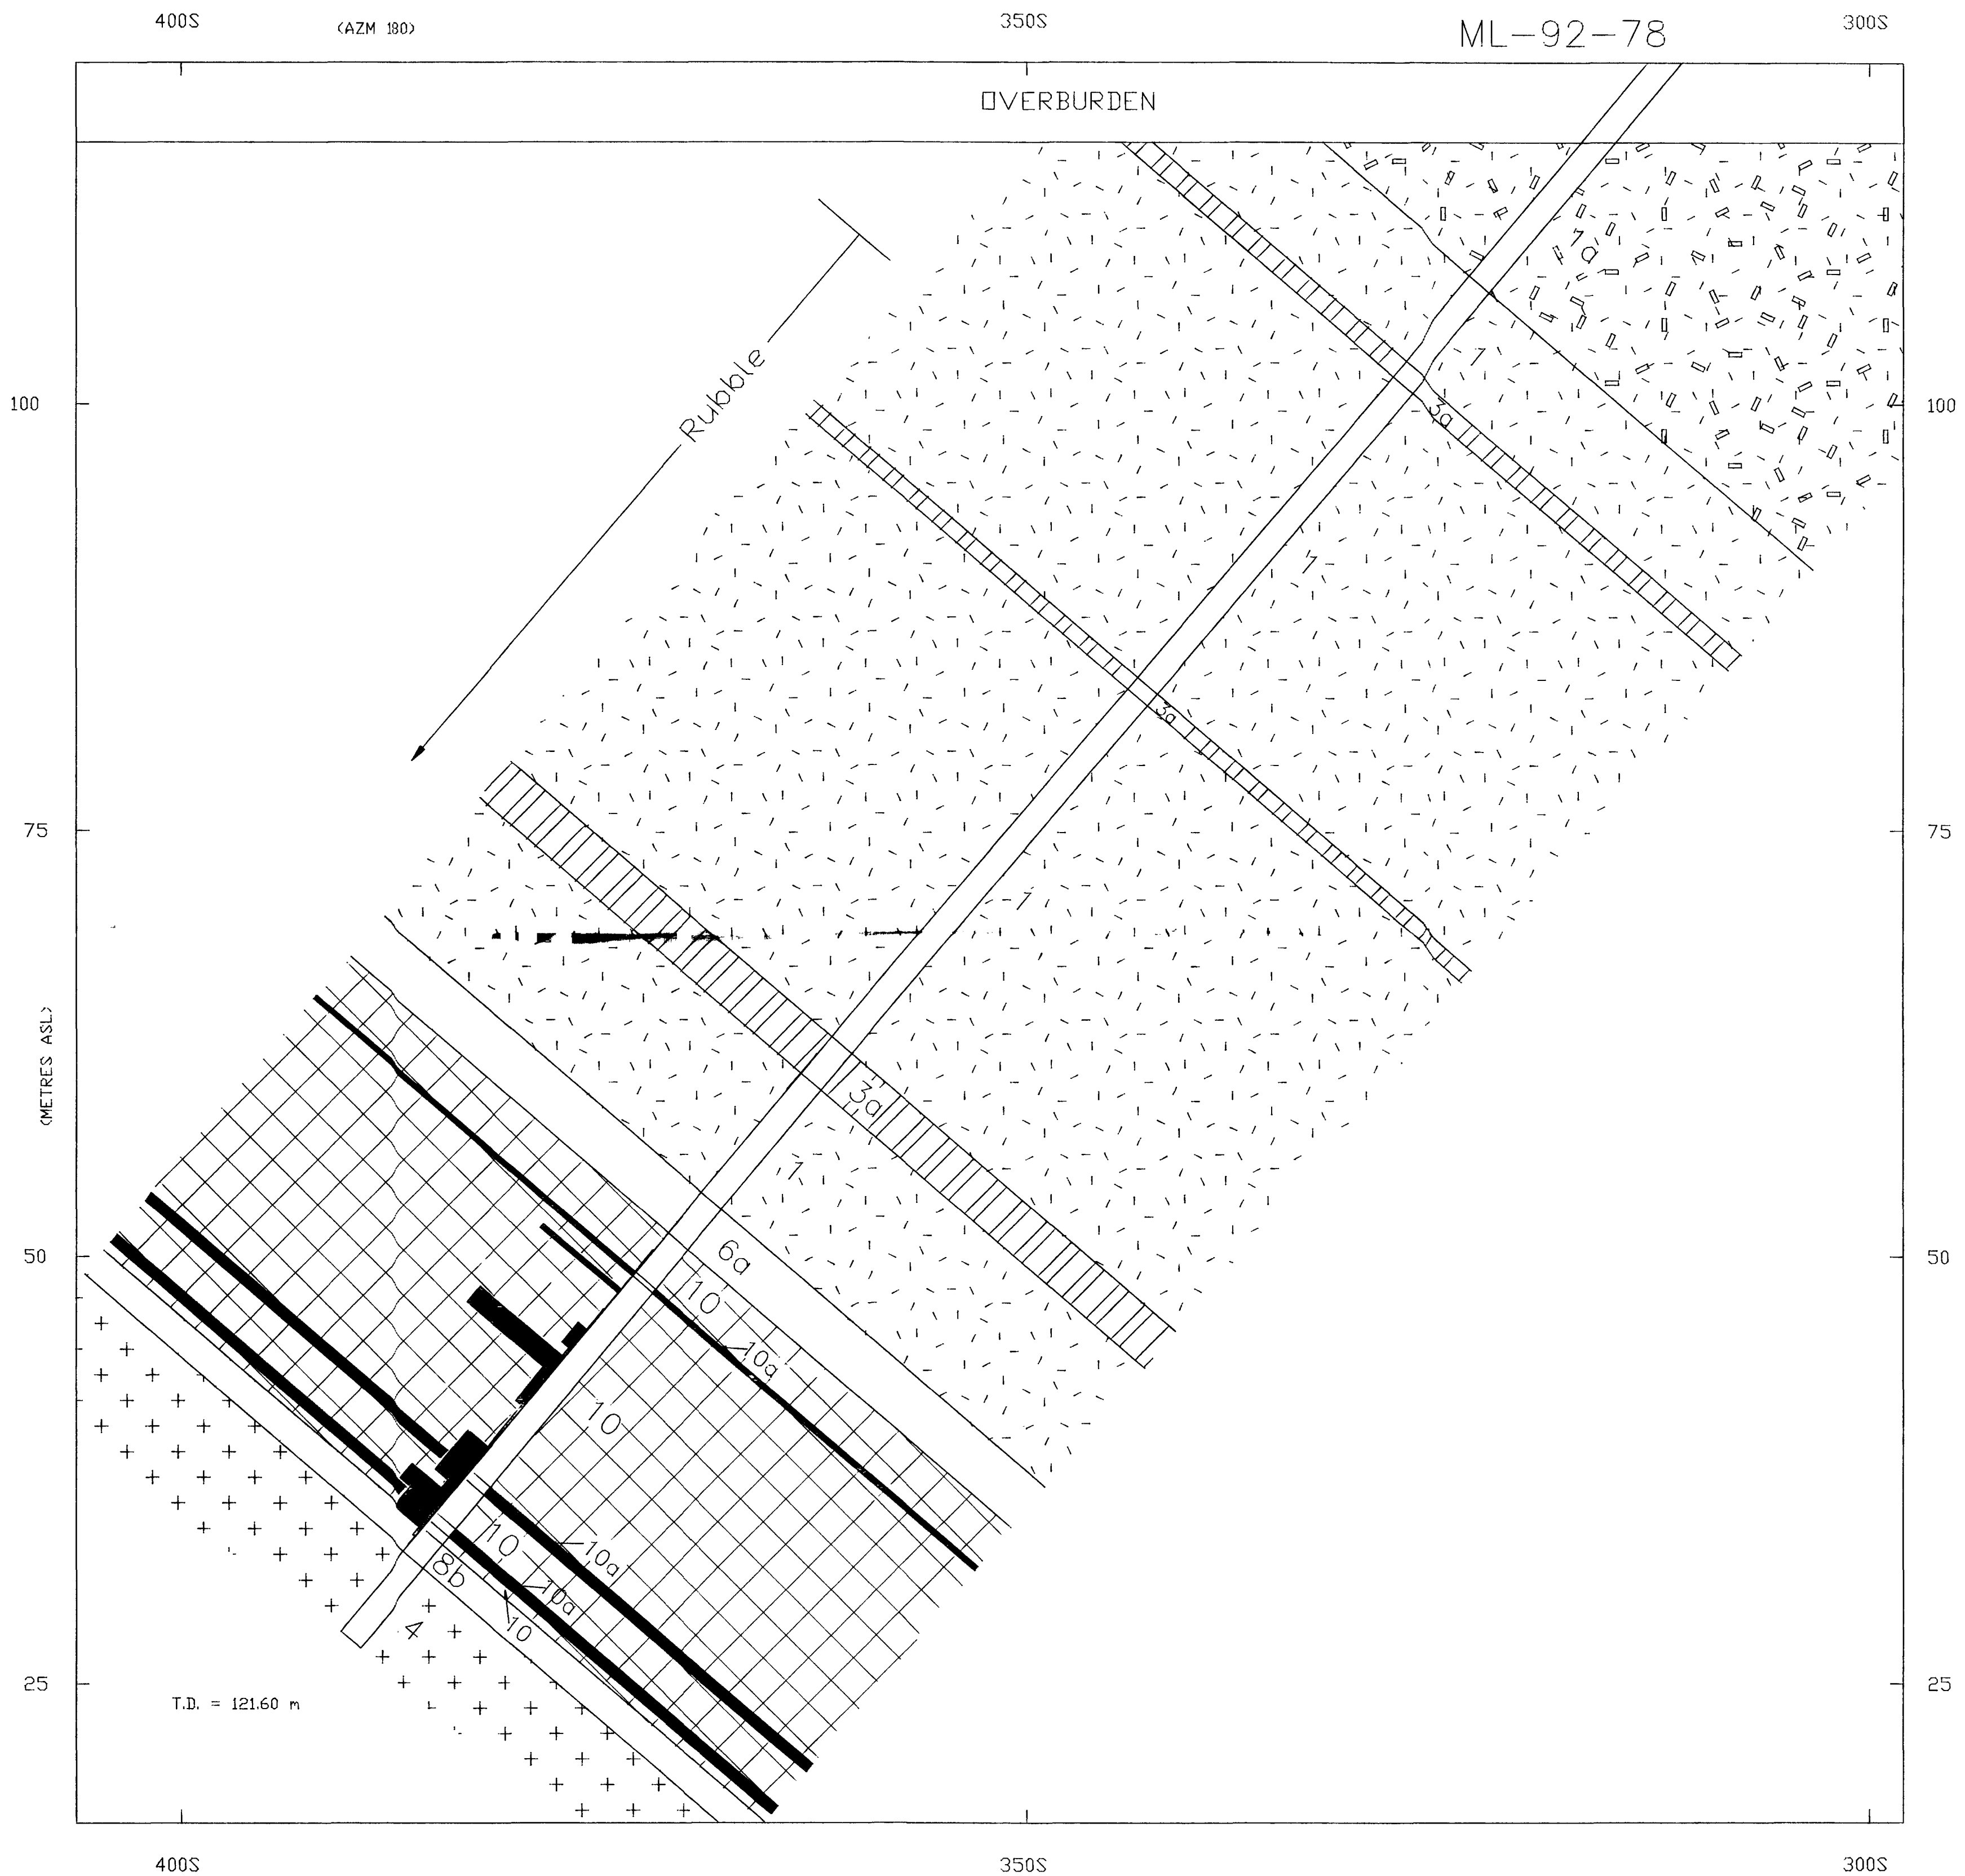 400S
(AZM 180)
350S
ML-92-78
300S
OVERBURDEN
1a
Rubble
1
100
100
3a
1
3a
75
75
1
(METRES ASL)
3a
1
50
50
6a
10
10a
10
10
10a
8b
10a
10
4
25
25
T.D. = 121.60 m
400S
350S
300S